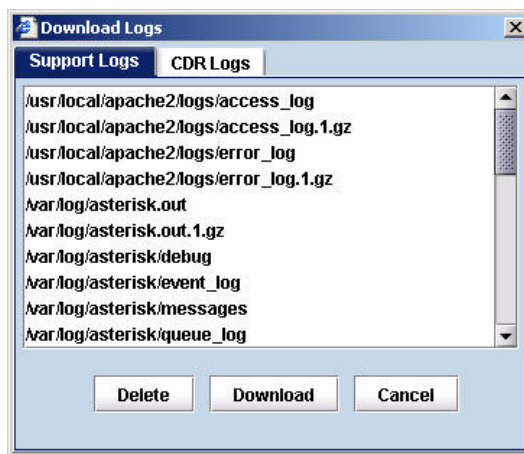 Download Logs
Support Logs CDR Logs
/usr/local/apache2/logs/access_log
/usr/local/apache2/logs/access_log.1.gz
/usr/local/apache2/logs/error_log
/usr/local/apache2/logs/error_log.1.gz
/var/log/asterisk.out
/var/log/asterisk.out.1.gz
/var/log/asterisk/debug
/var/log/asterisk/event_log
/var/log/asterisk/messages
/var/log/asterisk/queue_log
Delete Download Cancel